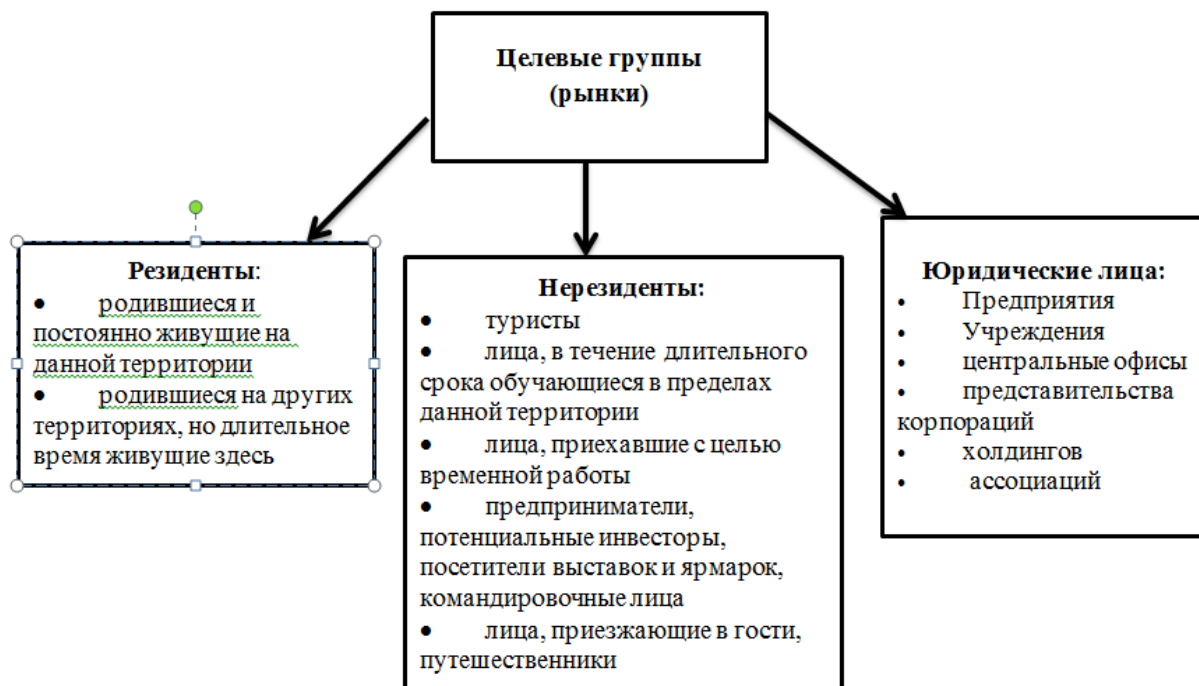 Целевые группы
(рынки)
Резиденты:
• родившиеся и
постоянно живущие на
данной территории
• родившиеся на других
территориях, но длительное
время живущие здесь
Нерезиденты:
• туристы
• лица, в течение длительного
срока обучающиеся в пределах
данной территории
• лица, приехавшие с целью
временной работы
• предприниматели,
потенциальные инвесторы,
посетители выставок и ярмарок,
командировочные лица
• лица, приезжающие в гости,
путешественники
Юридические лица:
• Предприятия
• Учреждения
• центральные офисы
• представительства
корпораций
• холдингов
• ассоциаций